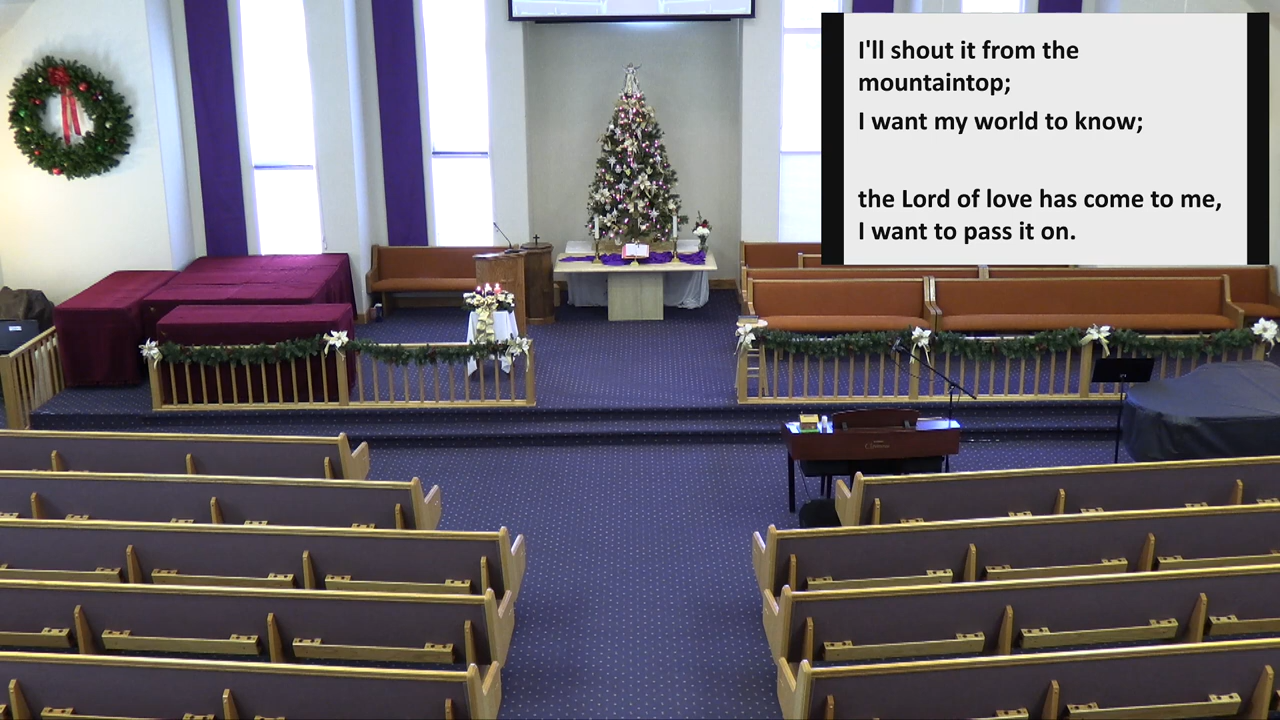 I'll shout it from the
mountaintop;
I want my world to know;
the Lord of love has come to me,
I want to pass it on.